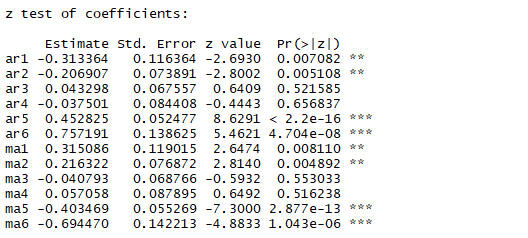 z test of coefficients:
Estimate Std. Error z value Pr(>|z|)
ar1 -0.313364 0.116364 -2.6930 0.007082 **
ar2 -0.206907 0.073891 -2.8002 0.005108 **
ar3 0.043298 0.067557 0.6409 0.521585
ar4 -0.037501 0.084408 -0.4443 0.656837
ar5 0.452825 0.052477 8.6291 < 2.2e-16 ***
ar6 0.757191 0.138625 5.4621 4.704e-08 ***
ma1 0.315086 0.119015 2.6474 0.008110 **
ma2 0.216322 0.076872 2.8140 0.004892 **
ma3 -0.040793 0.068766 -0.5932 0.553033
ma4 0.057058 0.087895 0.6492 0.516238
ma5 -0.403469 0.055269 -7.3000 2.877e-13 ***
ma6 -0.694470 0.142213 -4.8833 1.043e-06 ***